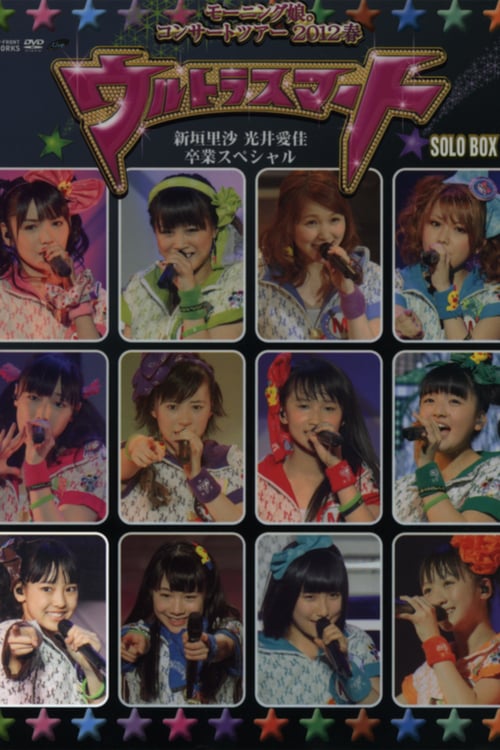 モーニング娘。
コンサートツアー 2012春
ウルトラスマート
新垣里沙 光井愛佳
卒業スペシャル
SOLO BOX
DVD
Live